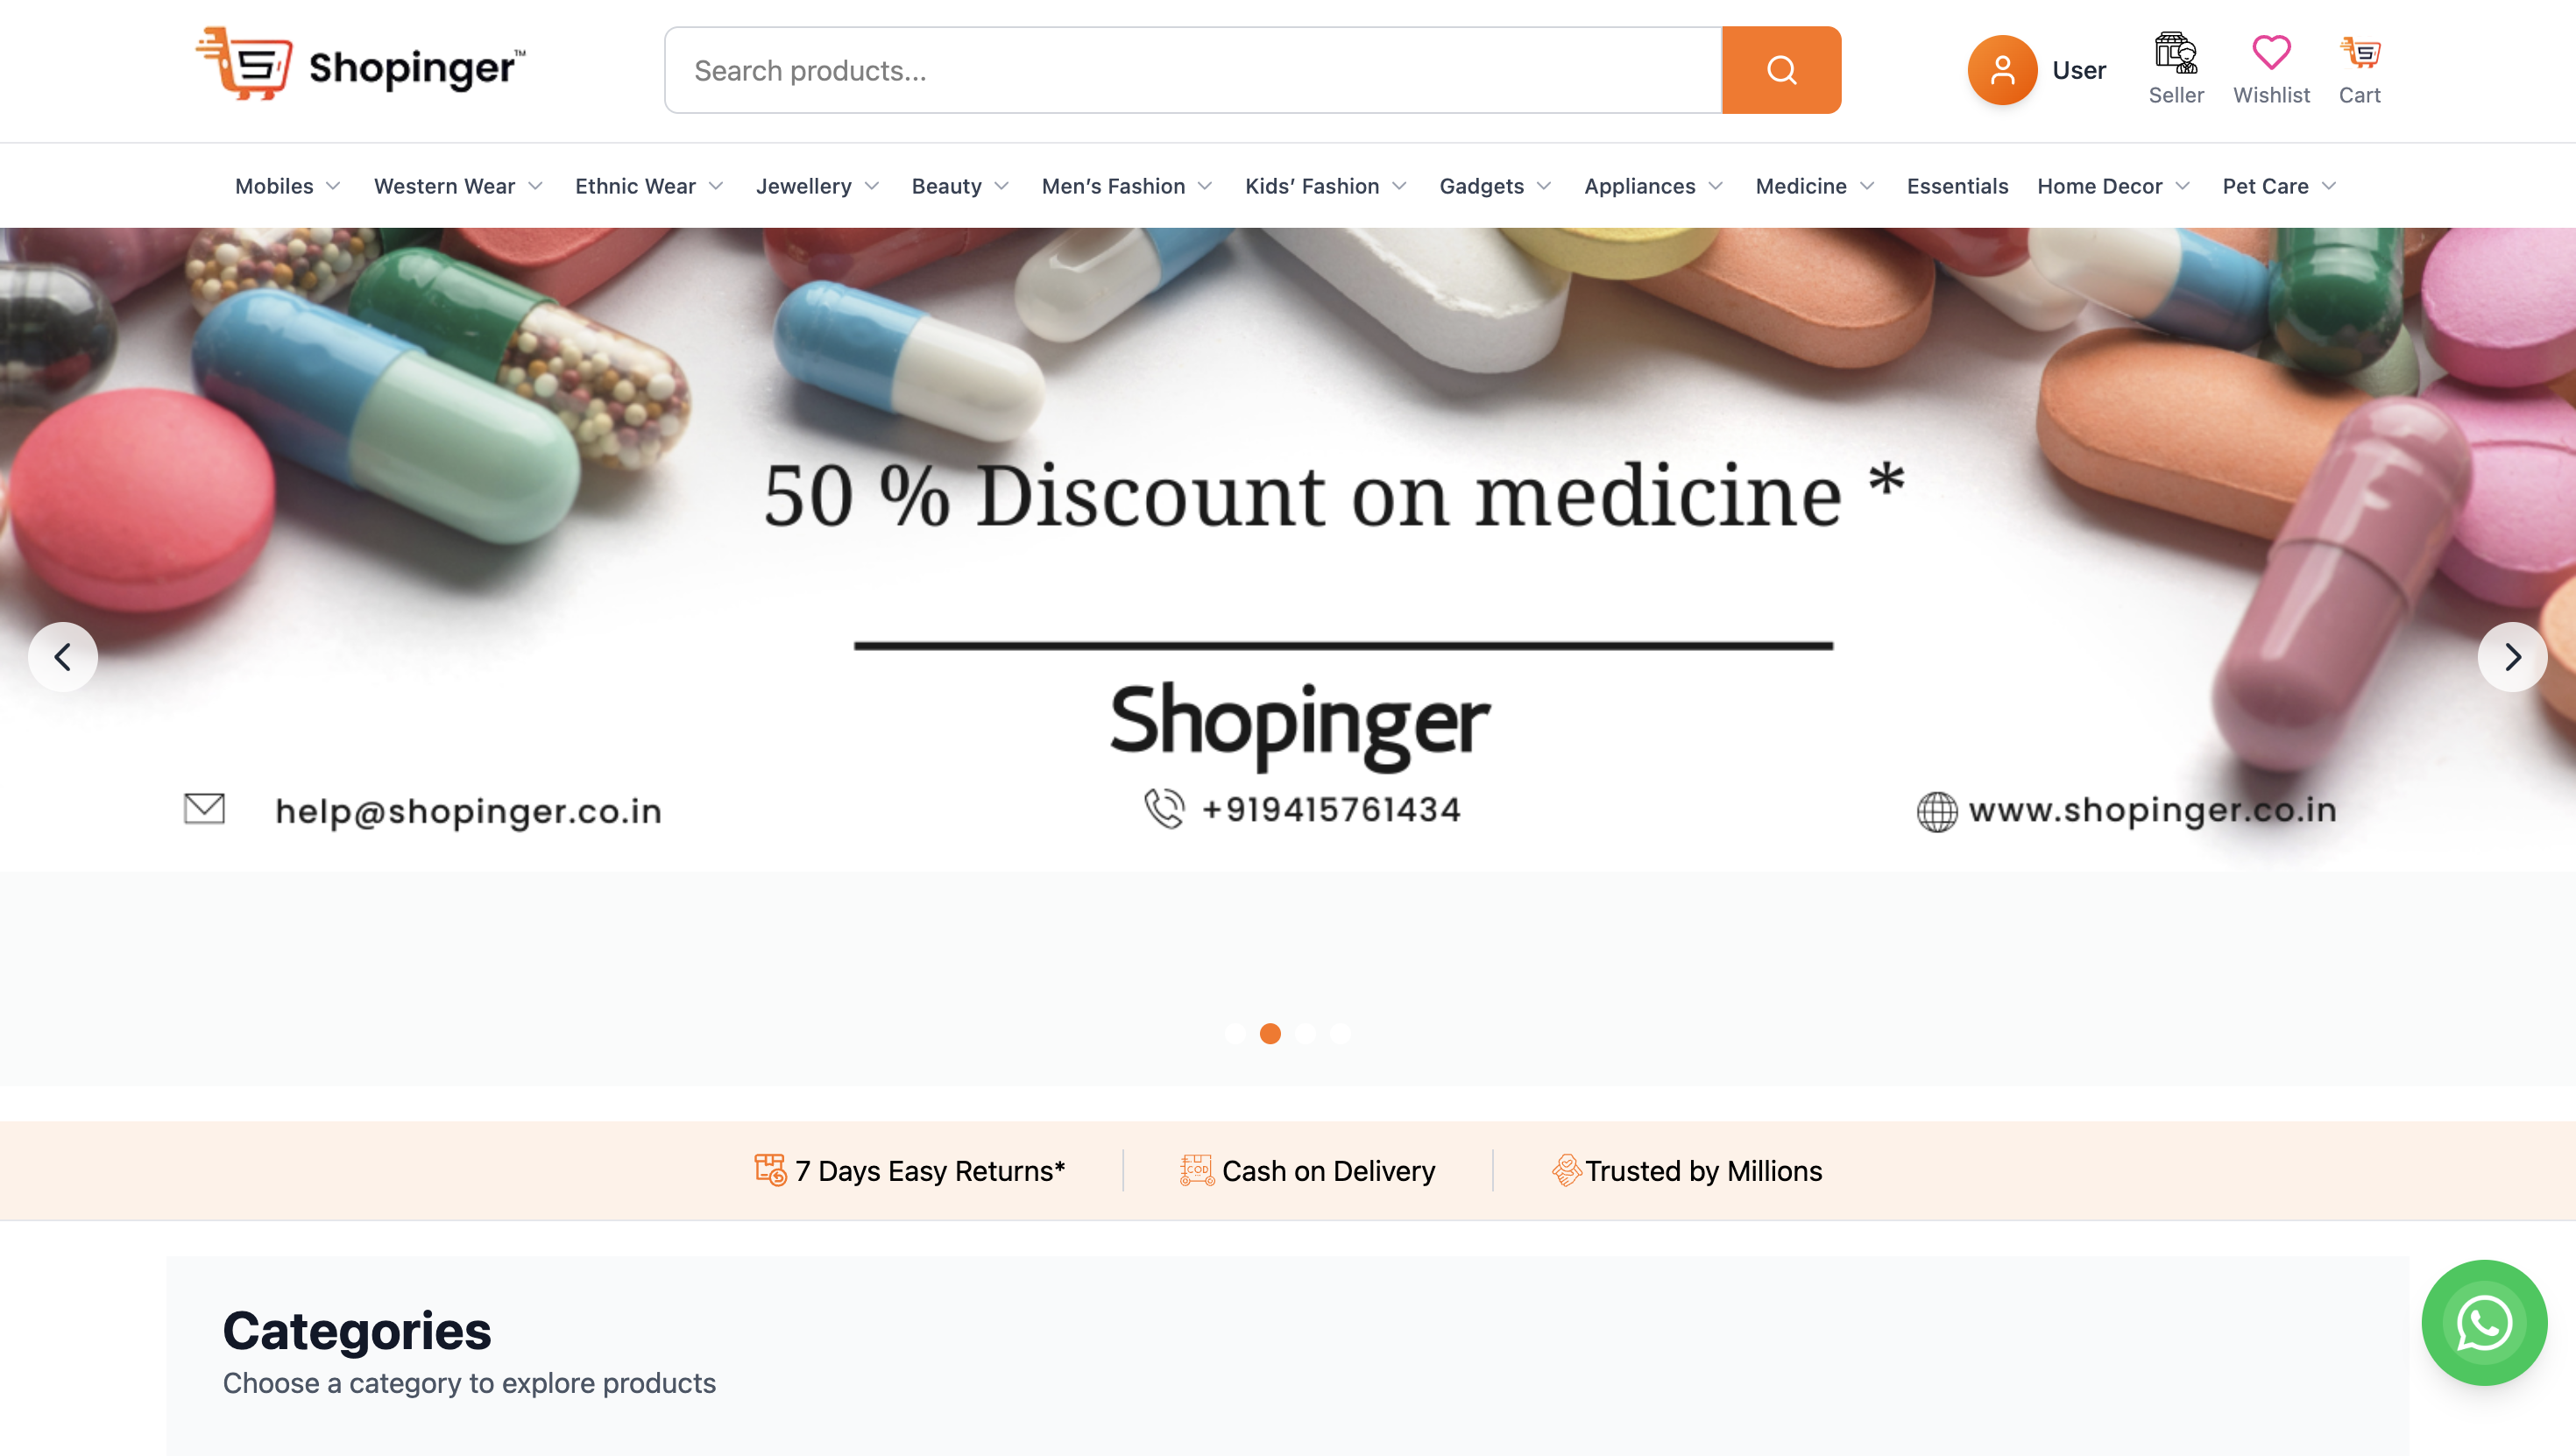 Shopinger™
Search products...
User
Seller
Wishlist
Cart
Mobiles
Western Wear
Ethnic Wear
Jewellery
Beauty
Men's Fashion
Kids' Fashion
Gadgets
Appliances
Medicine
Essentials
Home Decor
Pet Care
50 % Discount on medicine *
Shopinger
help@shopinger.co.in
+919415761434
www.shopinger.co.in
7 Days Easy Returns*
COD
Cash on Delivery
Trusted by Millions
Categories
Choose a category to explore products